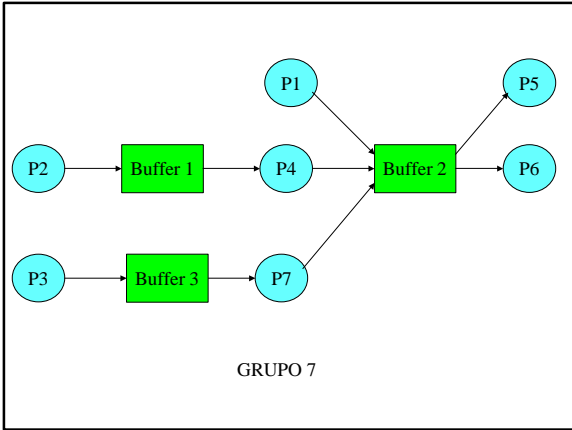 P1
P5
P2
Buffer 1
P4
Buffer 2
P6
P3
Buffer 3
P7
GRUPO 7